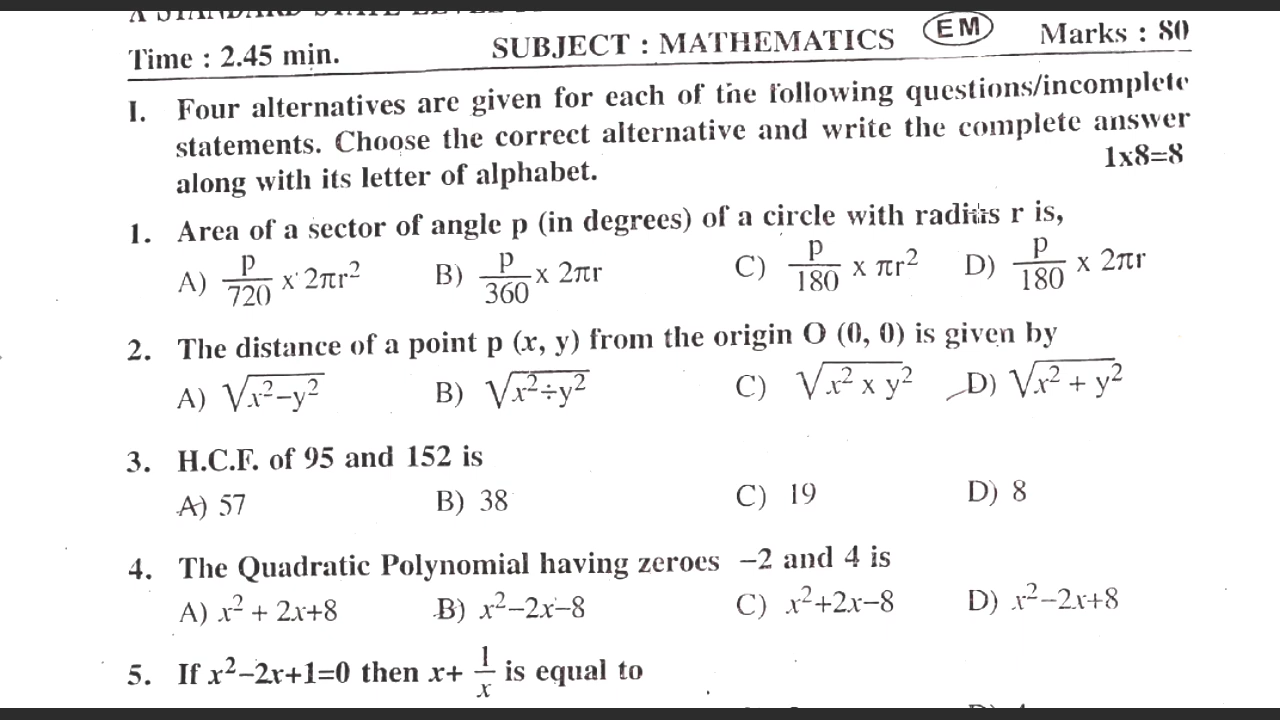 A STANDARD STATE LEVEL
Time : 2.45 min. SUBJECT : MATHEMATICS EM Marks : 80
I. Four alternatives are given for each of the following questions/incomplete
statements. Choose the correct alternative and write the complete answer
along with its letter of alphabet. 1x8=8
1. Area of a sector of angle p (in degrees) of a circle with radius r is,
A) p/720 x 2πr² B) p/360 x 2πr C) p/180 x πr² D) p/180 x 2πr
2. The distance of a point p (x, y) from the origin O (0, 0) is given by
A) √(x²−y²) B) √(x²÷y²) C) √(x² x y²) D) √(x² + y²)
3. H.C.F. of 95 and 152 is
A) 57 B) 38 C) 19 D) 8
4. The Quadratic Polynomial having zeroes −2 and 4 is
A) x² + 2x+8 B) x²−2x−8 C) x²+2x−8 D) x²−2x+8
5. If x²−2x+1=0 then x+ 1/x is equal to